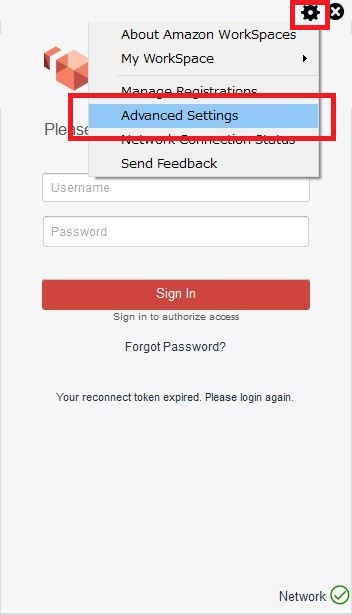 About Amazon WorkSpaces
My WorkSpace
Manage Registrations
Advanced Settings
Network Connection Status
Send Feedback
Please
Username
Password
Sign In
Sign in to authorize access
Forgot Password?
Your reconnect token expired. Please login again.
Network